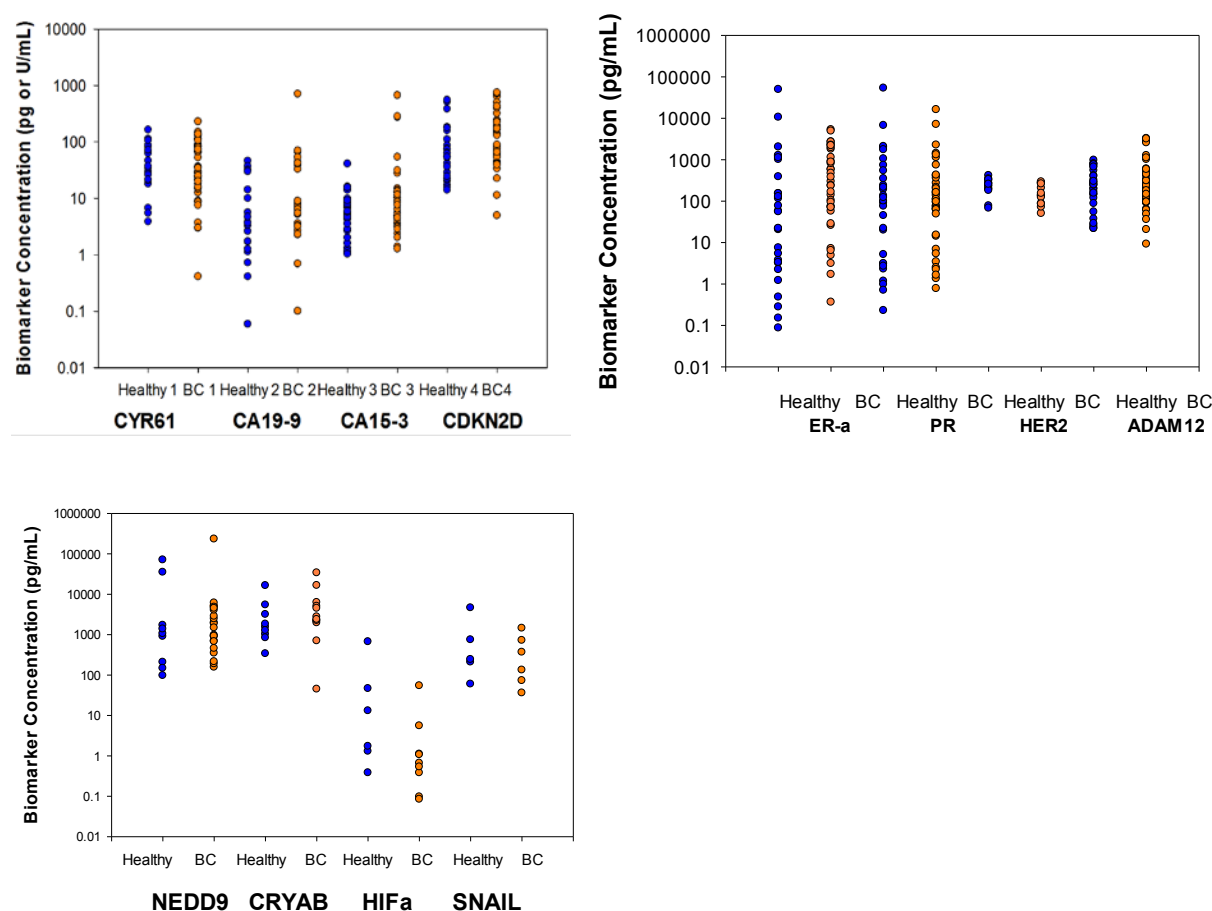 Biomarker Concentration (pg or U/mL)
10000
1000
100
10
1
0.1
0.01
Healthy 1 BC 1 Healthy 2 BC 2 Healthy 3 BC 3 Healthy 4 BC4
CYR61 CA19-9 CA15-3 CDKN2D
Biomarker Concentration (pg/mL)
1000000
100000
10000
1000
100
10
1
0.1
0.01
Healthy BC Healthy BC Healthy BC Healthy BC
ER-a PR HER2 ADAM12
Biomarker Concentration (pg/mL)
1000000
100000
10000
1000
100
10
1
0.1
0.01
Healthy BC Healthy BC Healthy BC Healthy BC
NEDD9 CRYAB HIFa SNAIL